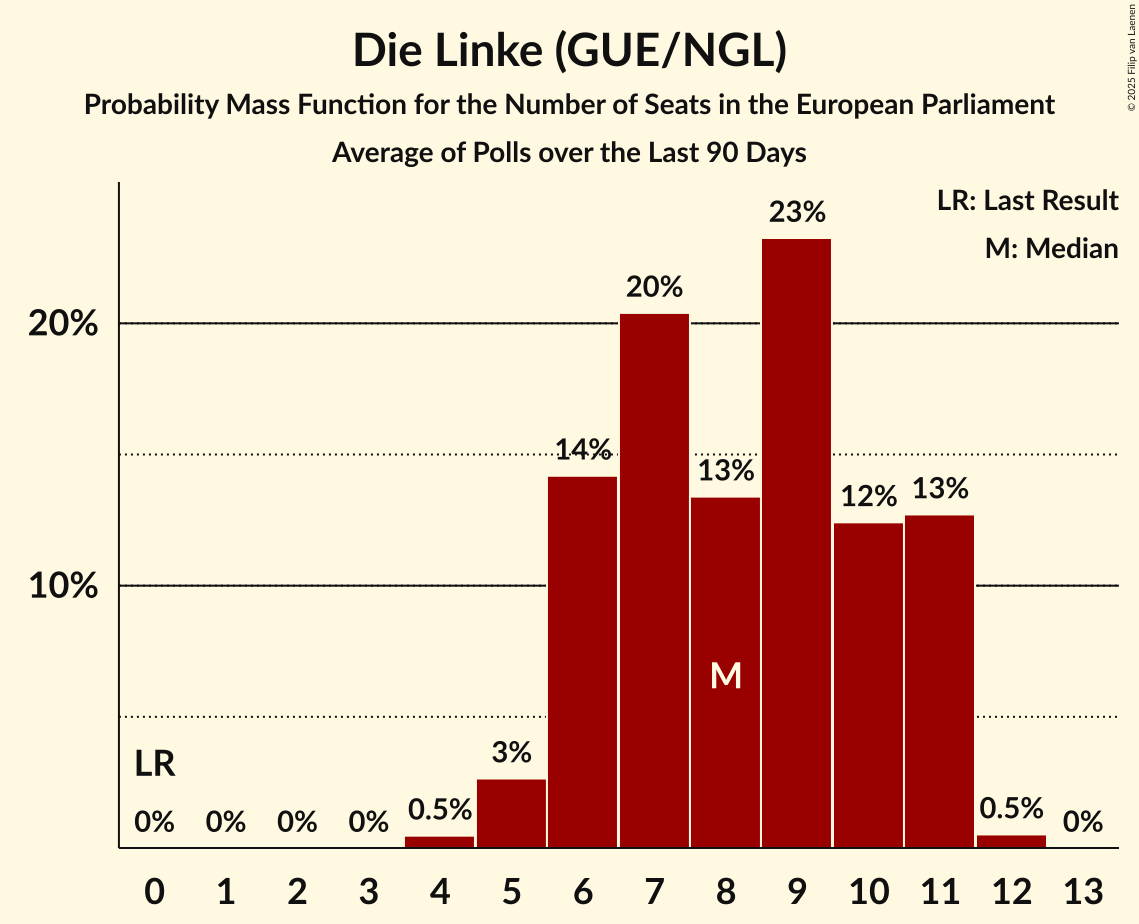 Die Linke (GUE/NGL)
Probability Mass Function for the Number of Seats in the European Parliament
Average of Polls over the Last 90 Days
© 2025 Filip van Laenen
LR: Last Result
M: Median
23%
20%
20%
14%
13%
12%
13%
10%
M
LR
3%
0% 0% 0% 0% 0.5% 0.5% 0%
0 1 2 3 4 5 6 7 8 9 10 11 12 13